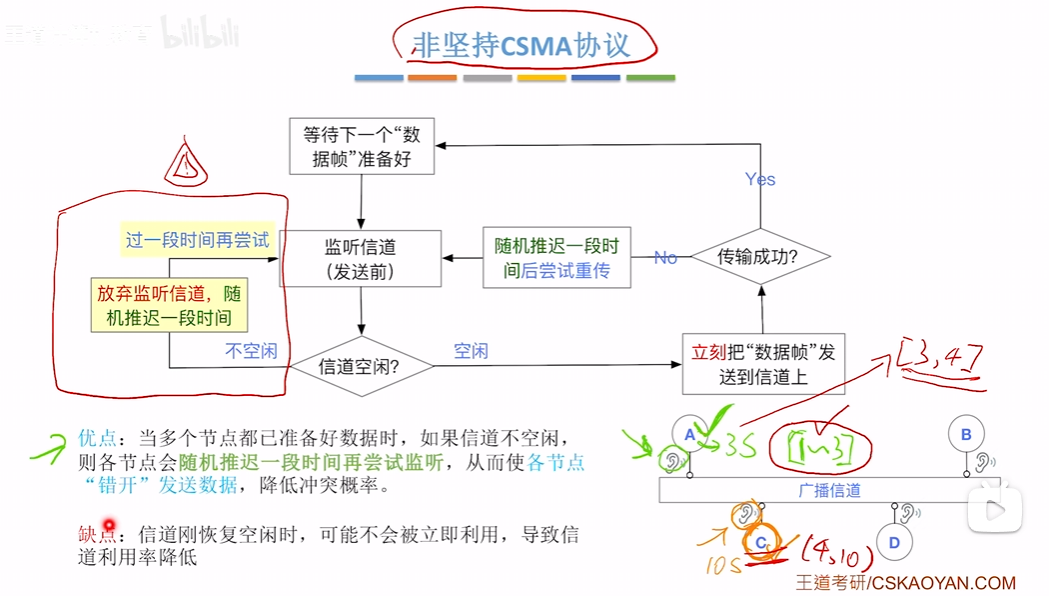 bilibili
非坚持CSMA协议
等待下一个“数
据帧”准备好
Yes
过一段时间再尝试
监听信道
(发送前)
随机推迟一段时
间后尝试重传
No
传输成功?
放弃监听信道，随
机推迟一段时间
不空闲
信道空闲?
空闲
立刻把“数据帧”发
送到信道上
[3,4]
优点：当多个节点都已准备好数据时，如果信道不空闲，
则各节点会随机推迟一段时间再尝试监听，从而使各节点
“错开”发送数据，降低冲突概率。
A
3S
[1~3]
B
广播信道
缺点：信道刚恢复空闲时，可能不会被立即利用，导致信
道利用率降低
10S
C
(4,10)
D
王道考研/CSKAOYAN.COM